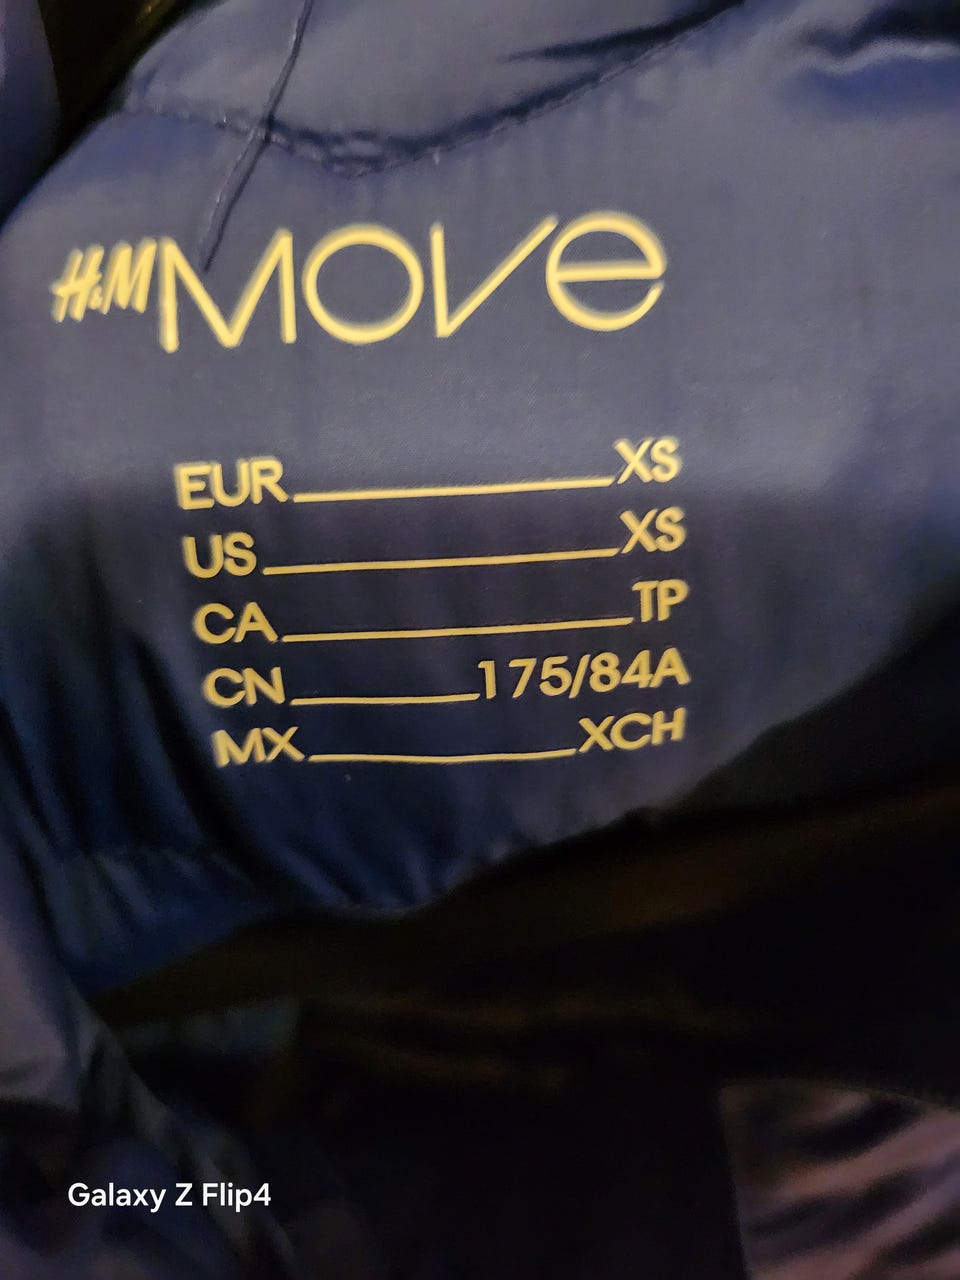 H&M MOVE
EUR XS
US XS
CA TP
CN 175/84A
MX XCH
Galaxy Z Flip4